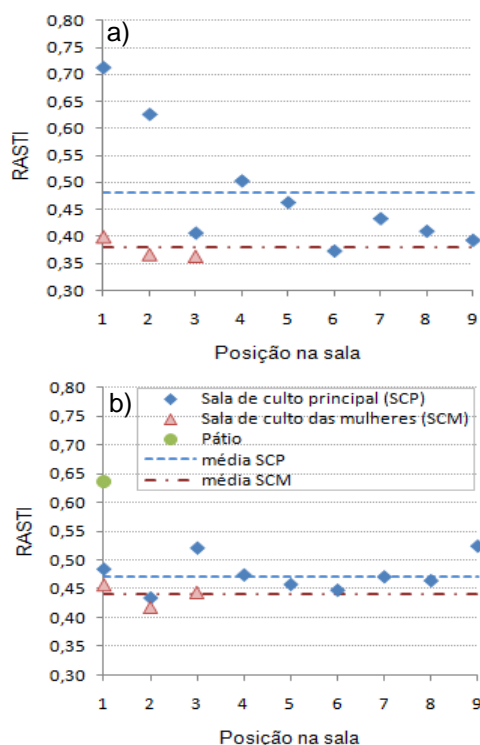 a)
RASTI
0,80
0,75
0,70
0,65
0,60
0,55
0,50
0,45
0,40
0,35
0,30
1 2 3 4 5 6 7 8 9
Posição na sala
b)
RASTI
0,80
0,75
0,70
0,65
0,60
0,55
0,50
0,45
0,40
0,35
0,30
Sala de culto principal (SCP)
Sala de culto das mulheres (SCM)
Pátio
média SCP
média SCM
1 2 3 4 5 6 7 8 9
Posição na sala